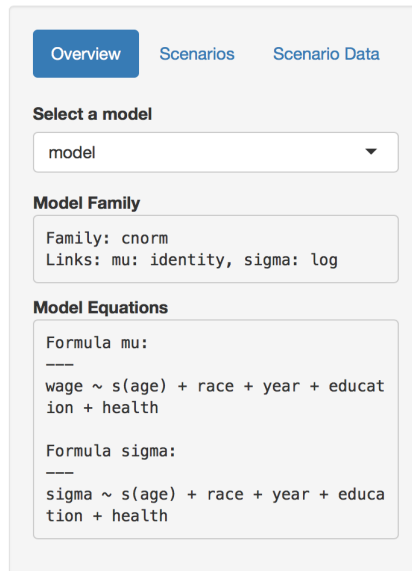 Overview Scenarios Scenario Data
Select a model
model
Model Family
Family: cnorm
Links: mu: identity, sigma: log
Model Equations
Formula mu:
---
wage ~ s(age) + race + year + educat
ion + health
Formula sigma:
---
sigma ~ s(age) + race + year + educa
tion + health